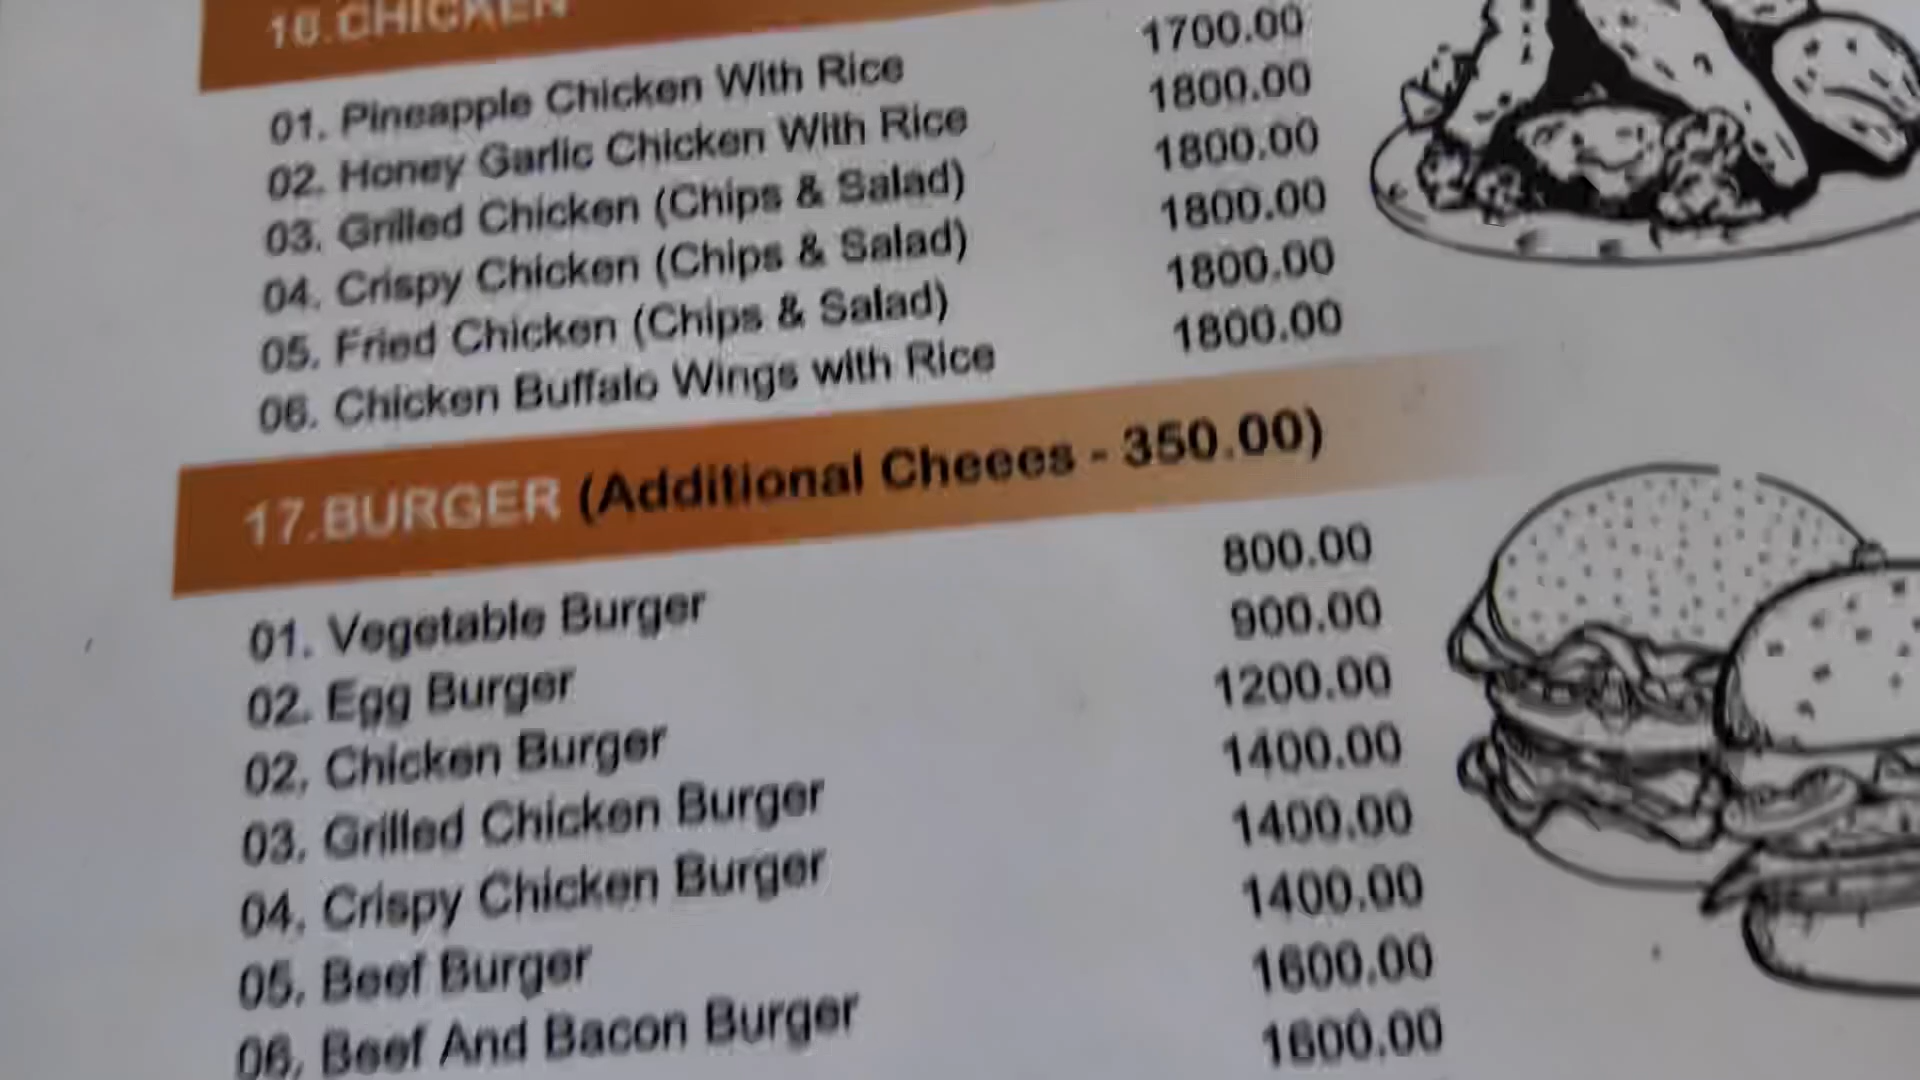 16.CHICKEN
01. Pineapple Chicken With Rice 1700.00
02. Honey Garlic Chicken With Rice 1800.00
03. Grilled Chicken (Chips & Salad) 1800.00
04. Crispy Chicken (Chips & Salad) 1800.00
05. Fried Chicken (Chips & Salad) 1800.00
06. Chicken Buffalo Wings with Rice 1800.00
17.BURGER (Additional Cheees - 350.00)
01. Vegetable Burger 800.00
02. Egg Burger 900.00
02. Chicken Burger 1200.00
03. Grilled Chicken Burger 1400.00
04. Crispy Chicken Burger 1400.00
05. Beef Burger 1400.00
06. Beef And Bacon Burger 1600.00
1600.00